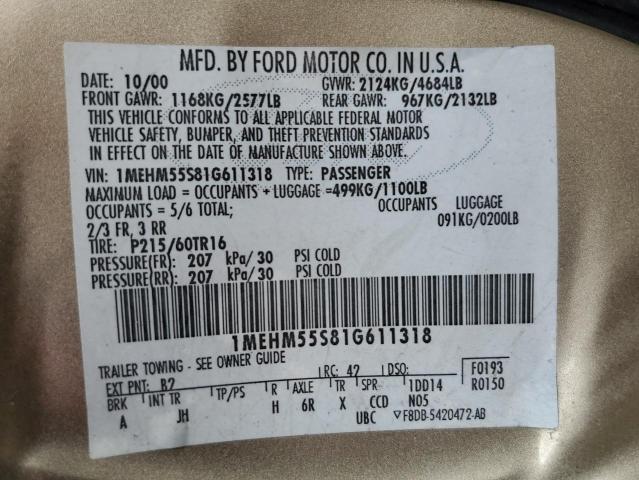 MFD. BY FORD MOTOR CO. IN U.S.A.
DATE: 10/00 GVWR: 2124KG/4684LB
FRONT GAWR: 1168KG/2577LB REAR GAWR: 967KG/2132LB
THIS VEHICLE CONFORMS TO ALL APPLICABLE FEDERAL MOTOR
VEHICLE SAFETY, BUMPER, AND THEFT PREVENTION STANDARDS
IN EFFECT ON THE DATE OF MANUFACTURE SHOWN ABOVE.
VIN: 1MEHM55S81G611318 TYPE: PASSENGER
MAXIMUM LOAD = OCCUPANTS + LUGGAGE =499KG/1100LB
OCCUPANTS = 5/6 TOTAL; OCCUPANTS LUGGAGE
2/3 FR, 3 RR 091KG/0200LB
TIRE: P215/60TR16
PRESSURE(FR): 207 kPa/ 30 PSI COLD
PRESSURE(RR): 207 kPa/ 30 PSI COLD
1MEHM55S81G611318
TRAILER TOWING - SEE OWNER GUIDE
EXT PNT: B2 RC: 42 DSO: F0193
BRK INT TR TP/PS R AXLE TR SPR 1DD14 R0150
A JH H 6R X CCD N05
UBC ▽F8DB-5420472-AB